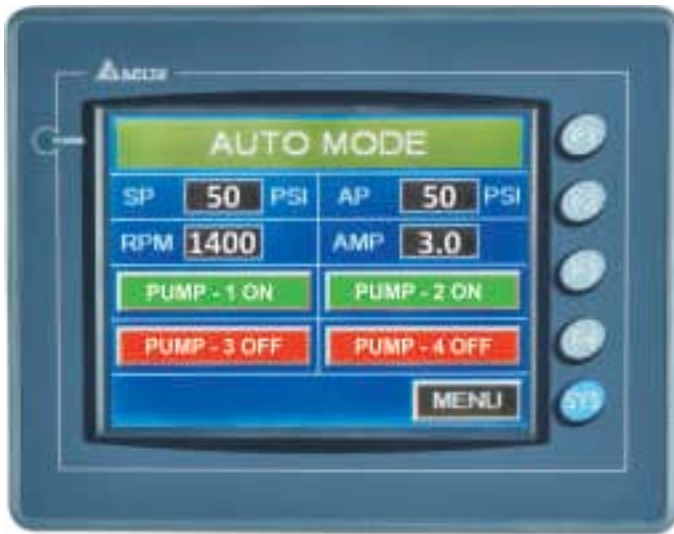 DELTA
AUTO MODE
SP 50 PSI AP 50 PSI
RPM 1400 AMP 3.0
PUMP - 1 ON PUMP - 2 ON
PUMP - 3 OFF PUMP - 4 OFF
MENU
SYS